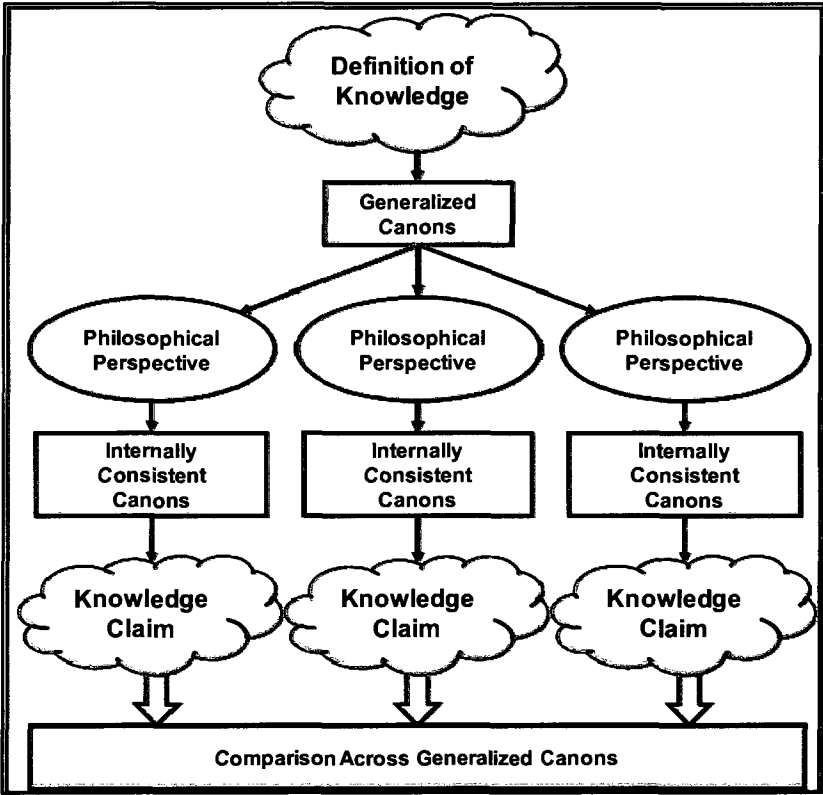 Definition of
Knowledge
Generalized
Canons
Philosophical
Perspective
Philosophical
Perspective
Philosophical
Perspective
Internally
Consistent
Canons
Internally
Consistent
Canons
Internally
Consistent
Canons
Knowledge
Claim
Knowledge
Claim
Knowledge
Claim
Comparison Across Generalized Canons